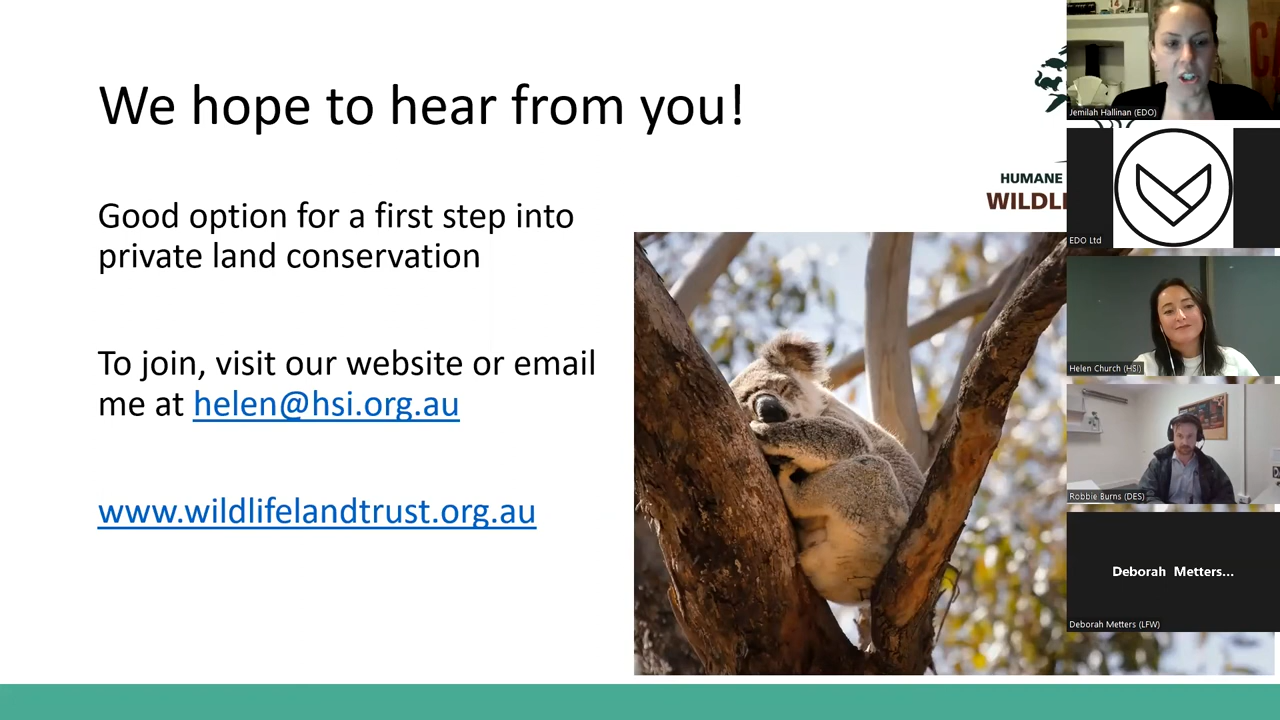 We hope to hear from you!
Good option for a first step into
private land conservation
To join, visit our website or email
me at helen@hsi.org.au
www.wildlifelandtrust.org.au
HUMANE
14
Jemilah Hallinan (EDO)
EDO Ltd
Helen Church (HSI)
Robbie Burns (DES)
Deborah Metters...
Deborah Metters (LFW)